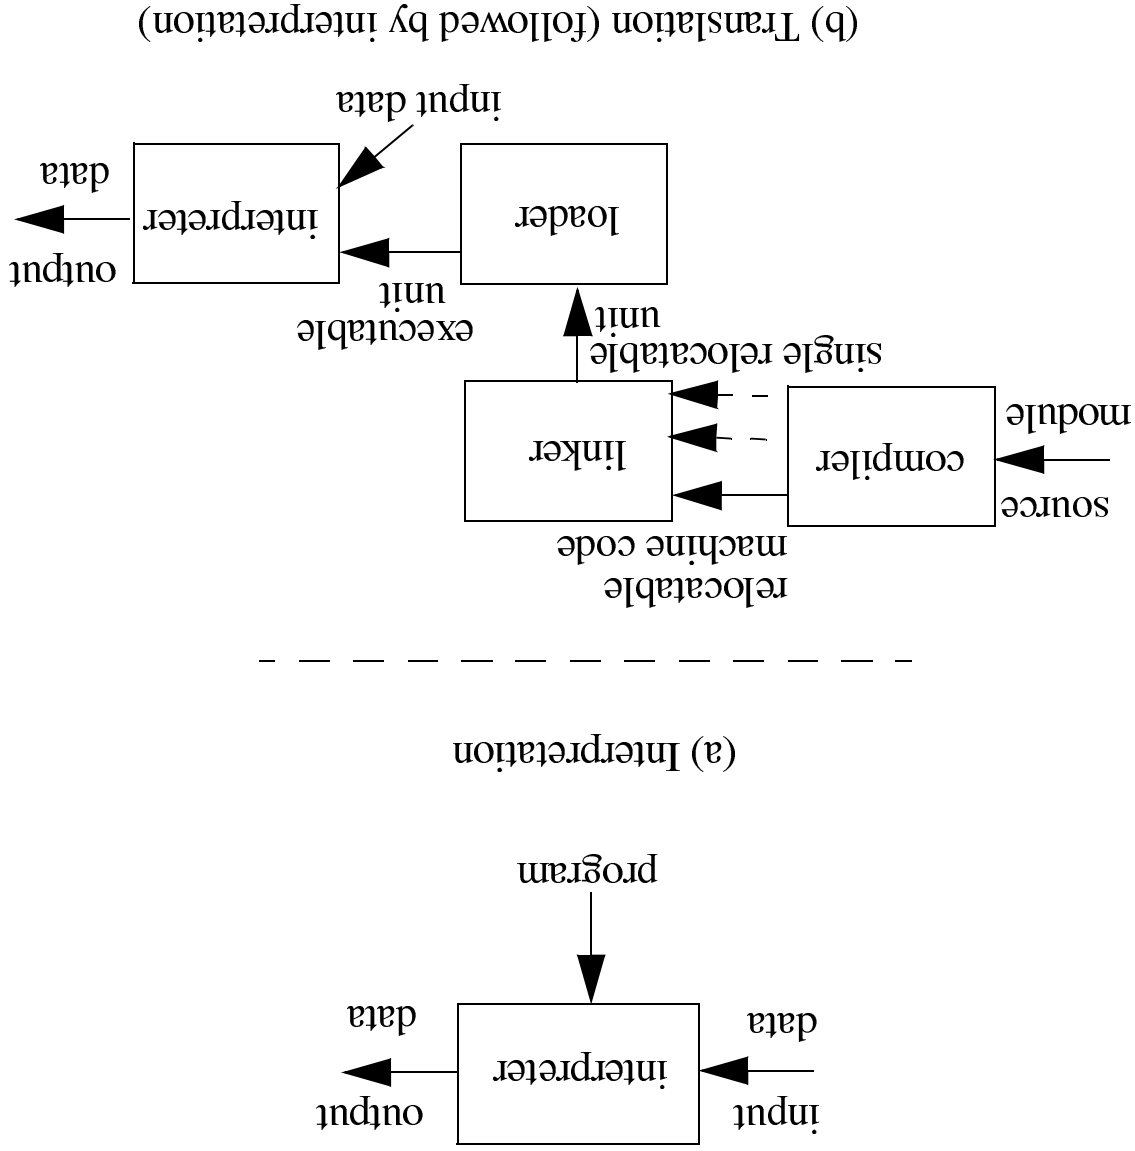 input
data
interpreter
output
data
program
(a) Interpretation
relocatable
machine code
source
module
compiler
linker
single relocatable
unit
executable
unit
loader
interpreter
output
data
input data
(b) Translation (followed by interpretation)